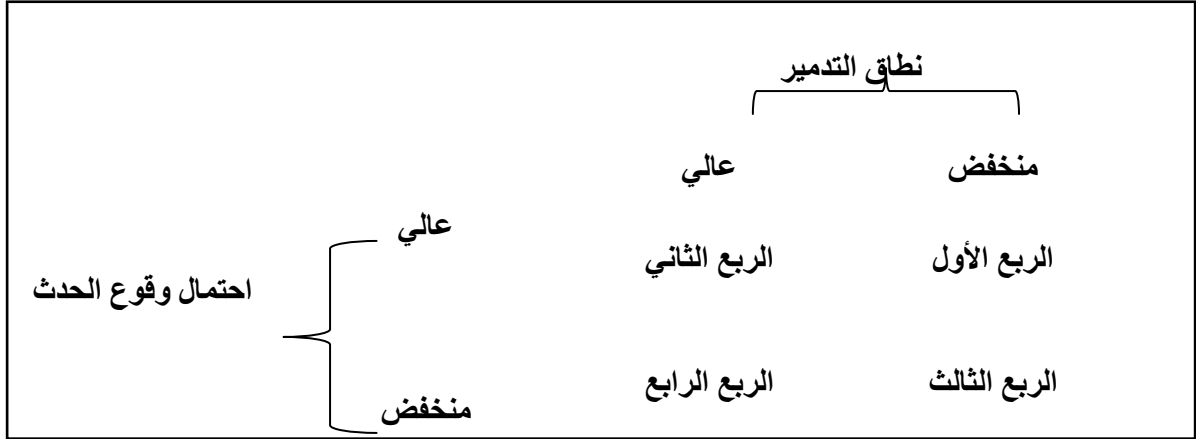 نطاق التدمير
منخفض
عالي
عالي
الربع الأول
الربع الثاني
احتمال وقوع الحدث
الربع الثالث
الربع الرابع
منخفض